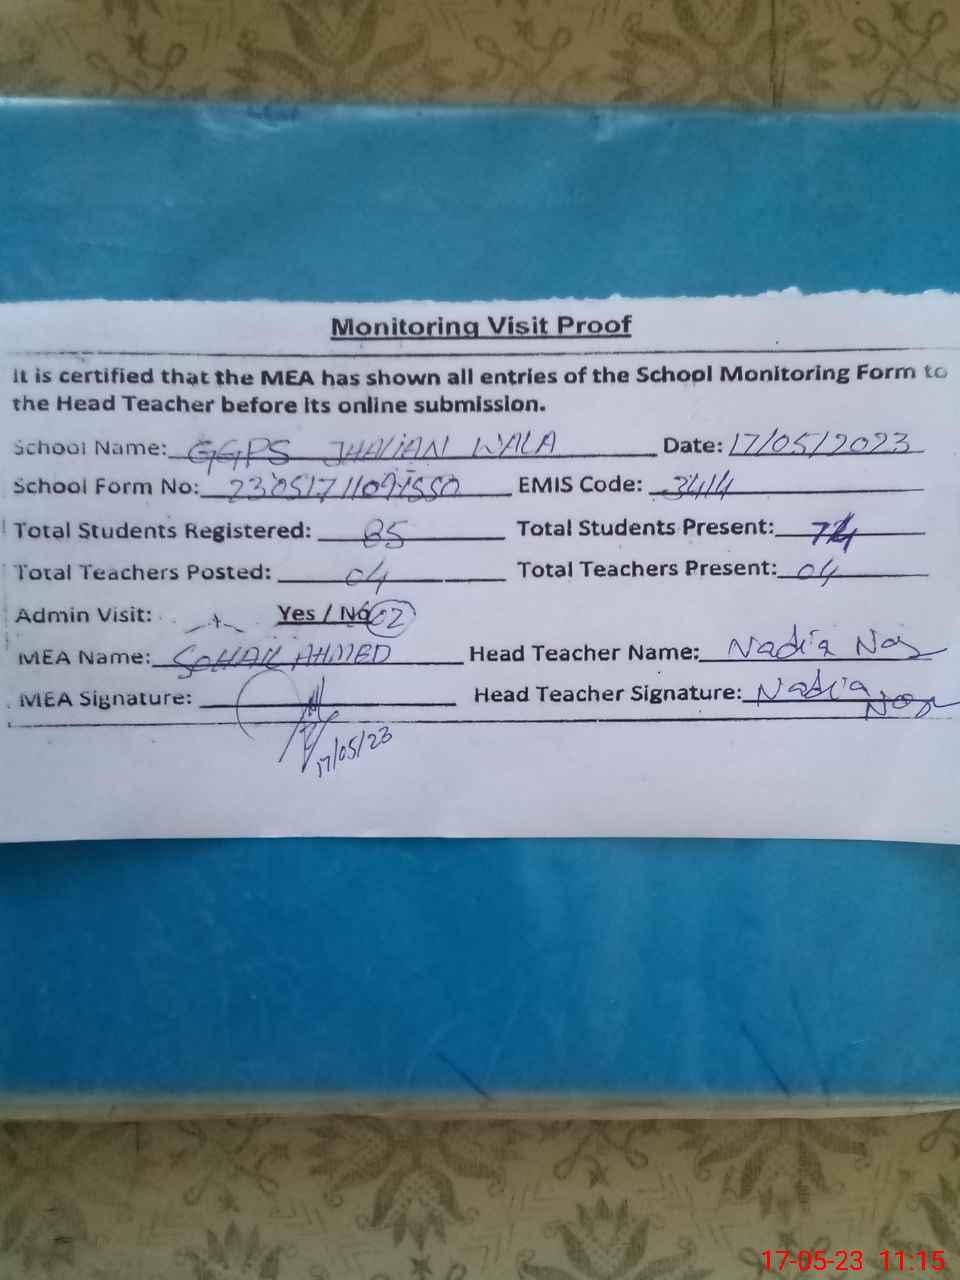 Monitoring Visit Proof
It is certified that the MEA has shown all entries of the School Monitoring Form to
the Head Teacher before its online submission.
School Name: GGPS JHALIAN WALA Date: 17/05/2023
School Form No: EMIS Code: 3414
Total Students Registered: 85 Total Students Present: 74
Total Teachers Posted: 04 Total Teachers Present: 04
Admin Visit: Yes / No 02
MEA Name: SOHAIL AHMED Head Teacher Name: Nadia Naz
MEA Signature: Head Teacher Signature: Nadia
Naz
17/05/23
17-05-23 11:15